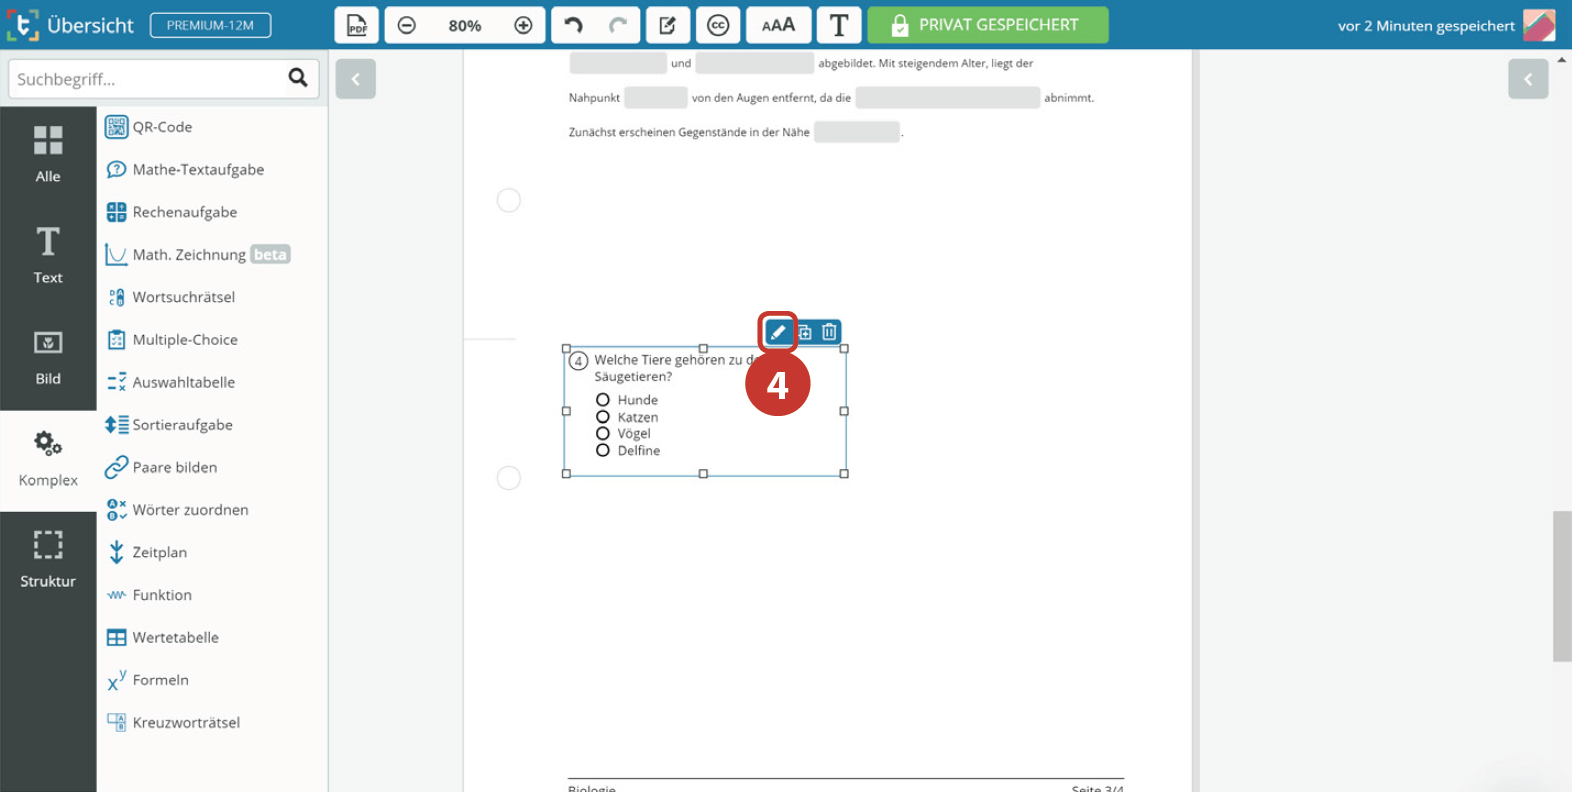 Übersicht
PREMIUM-12M
PDF
80%
cc
AAA
T
PRIVAT GESPEICHERT
vor 2 Minuten gespeichert
Suchbegriff...
Alle
Text
Bild
Komplex
Struktur
QR-Code
Mathe-Textaufgabe
Rechenaufgabe
Math. Zeichnung beta
Wortsuchrätsel
Multiple-Choice
Auswahltabelle
Sortieraufgabe
Paare bilden
Wörter zuordnen
Zeitplan
Funktion
Wertetabelle
Formeln
Kreuzworträtsel
und abgebildet. Mit steigendem Alter, liegt der
Nahpunkt von den Augen entfernt, da die abnimmt.
Zunächst erscheinen Gegenstände in der Nähe .
4 Welche Tiere gehören zu
Säugetieren?
Hunde
Katzen
Vögel
Delfine
4
Biologie
Seite 3/4